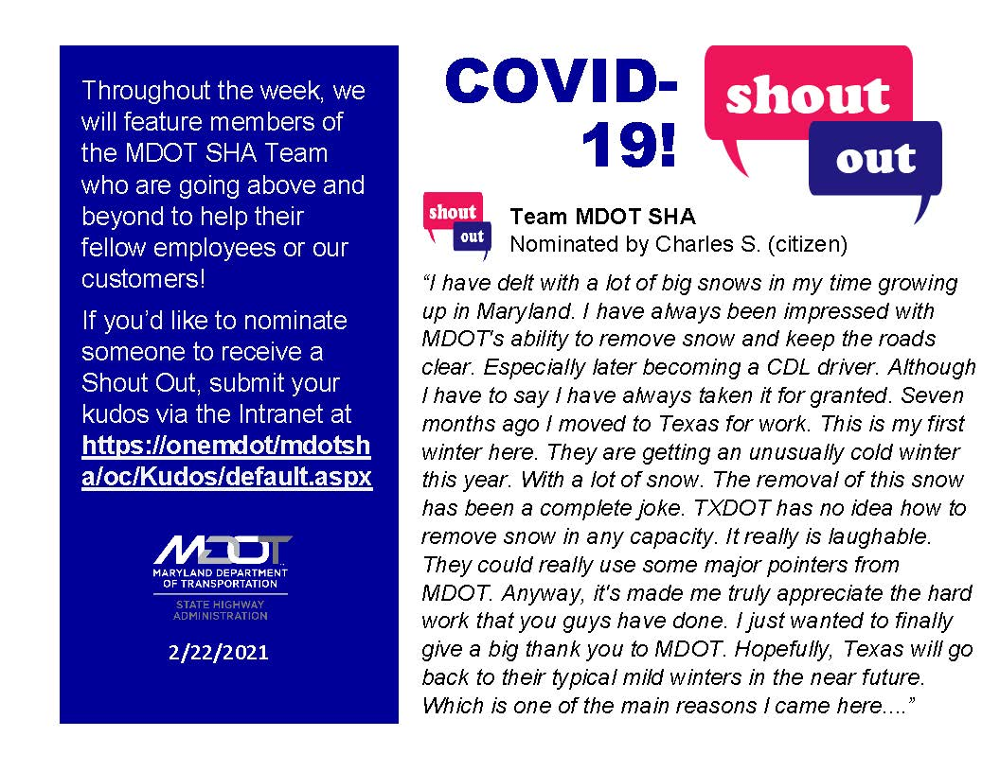 Throughout the week, we
will feature members of
the MDOT SHA Team
who are going above and
beyond to help their
fellow employees or our
customers!
If you’d like to nominate
someone to receive a
Shout Out, submit your
kudos via the Intranet at
https://onemdot/mdotsh
a/oc/Kudos/default.aspx
MDOT
MARYLAND DEPARTMENT
OF TRANSPORTATION
STATE HIGHWAY
ADMINISTRATION
2/22/2021
COVID-
19!
shout
out
shout
out
Team MDOT SHA
Nominated by Charles S. (citizen)
“I have delt with a lot of big snows in my time growing
up in Maryland. I have always been impressed with
MDOT's ability to remove snow and keep the roads
clear. Especially later becoming a CDL driver. Although
I have to say I have always taken it for granted. Seven
months ago I moved to Texas for work. This is my first
winter here. They are getting an unusually cold winter
this year. With a lot of snow. The removal of this snow
has been a complete joke. TXDOT has no idea how to
remove snow in any capacity. It really is laughable.
They could really use some major pointers from
MDOT. Anyway, it's made me truly appreciate the hard
work that you guys have done. I just wanted to finally
give a big thank you to MDOT. Hopefully, Texas will go
back to their typical mild winters in the near future.
Which is one of the main reasons I came here....”